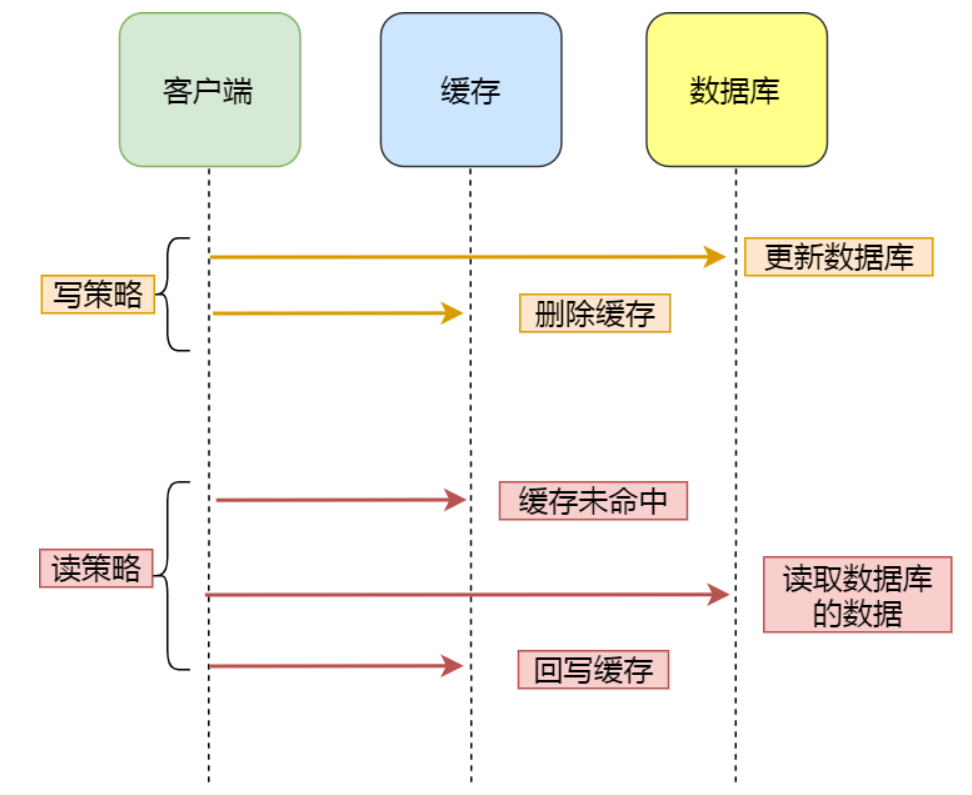 客户端
缓存
数据库
更新数据库
写策略
删除缓存
缓存未命中
读策略
读取数据库
的数据
回写缓存